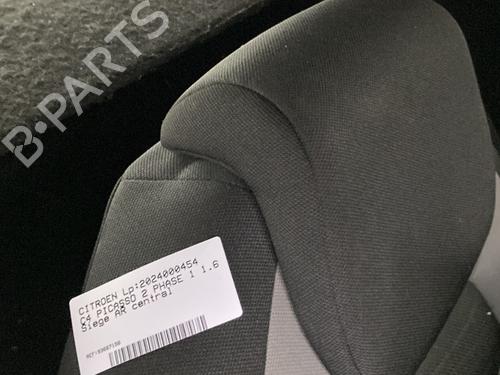 B-PARTS
CITROEN Lp:2024000454
C4 PICASSO 2 PHASE 1 1.6
Siege AR central